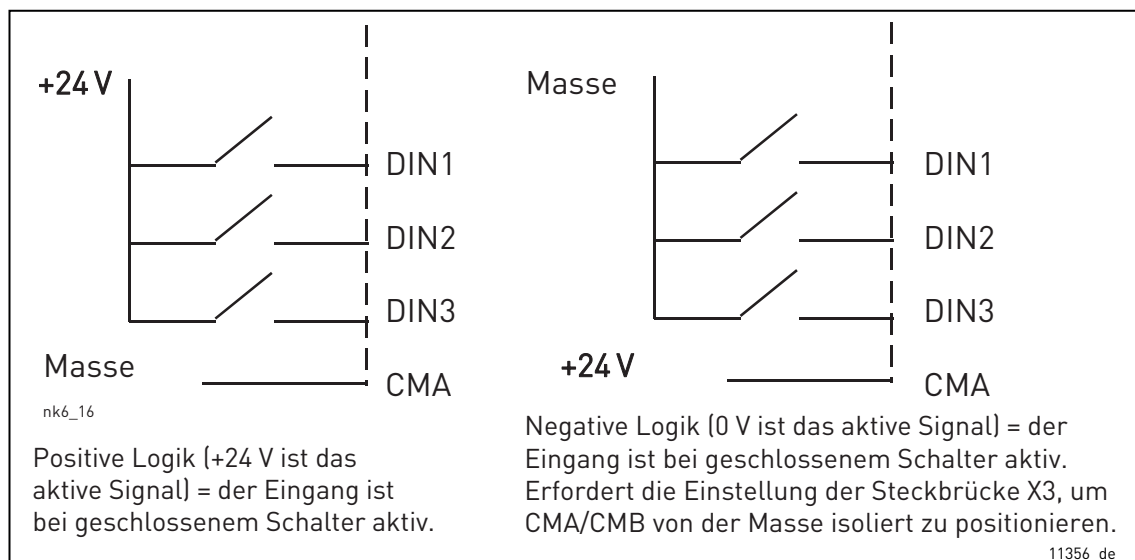 +24 V
DIN1
DIN2
DIN3
Masse
CMA
nk6_16
Positive Logik (+24 V ist das
aktive Signal) = der Eingang ist
bei geschlossenem Schalter aktiv.
Masse
DIN1
DIN2
DIN3
+24 V
CMA
Negative Logik (0 V ist das aktive Signal) = der
Eingang ist bei geschlossenem Schalter aktiv.
Erfordert die Einstellung der Steckbrücke X3, um
CMA/CMB von der Masse isoliert zu positionieren.
11356_de